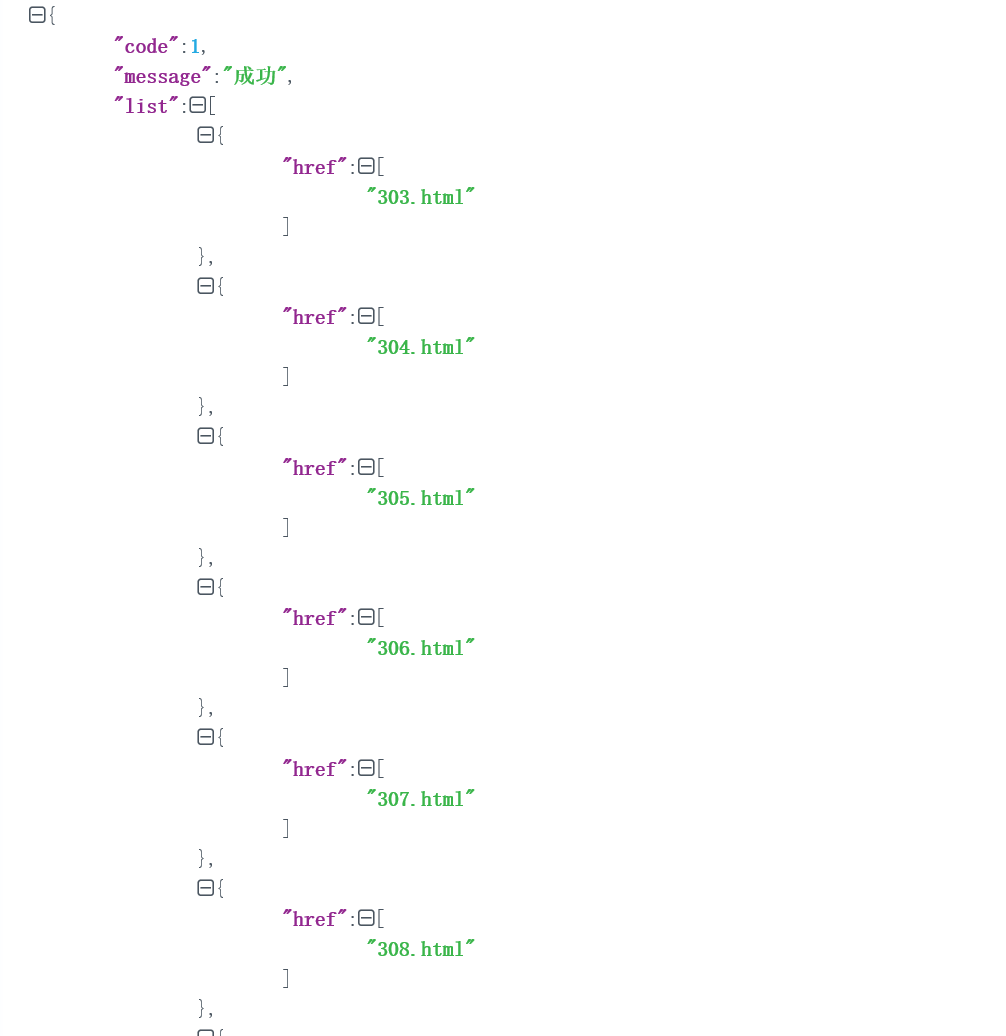 {
"code":1,
"message":"成功",
"list":[
{
"href":[
"303.html"
]
},
{
"href":[
"304.html"
]
},
{
"href":[
"305.html"
]
},
{
"href":[
"306.html"
]
},
{
"href":[
"307.html"
]
},
{
"href":[
"308.html"
]
},
{